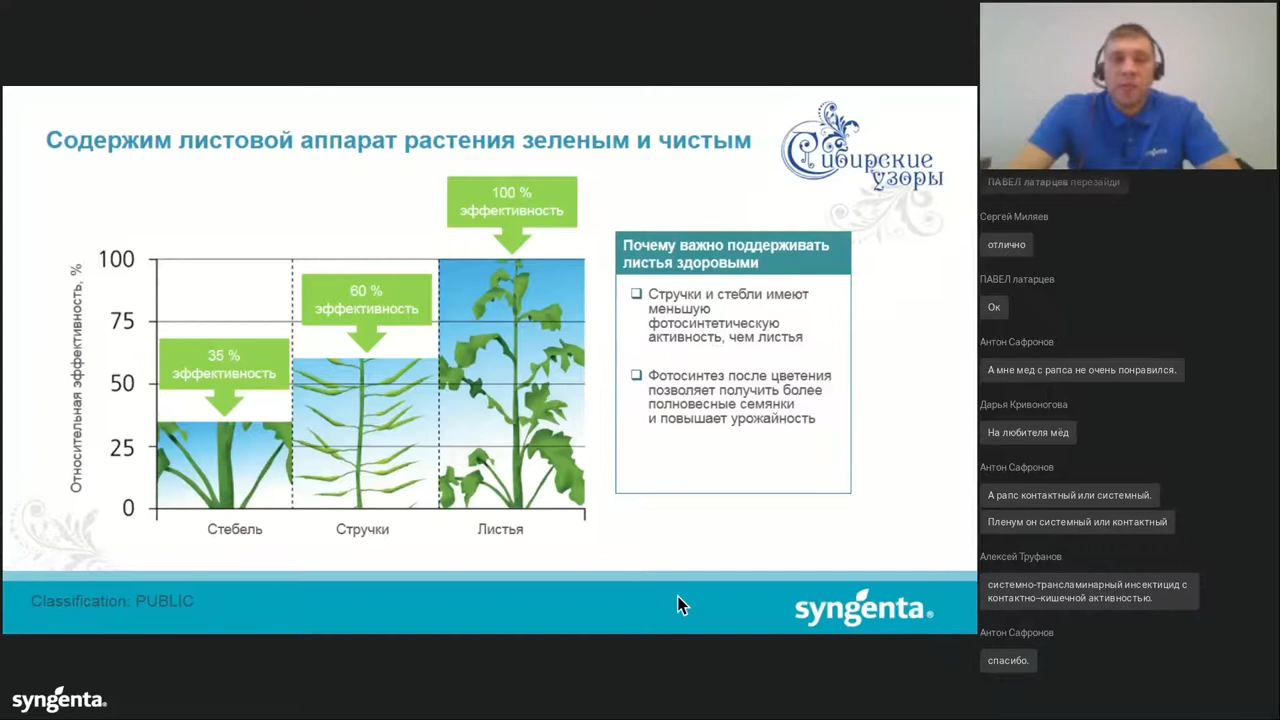 Содержим листовой аппарат растения зеленым и чистым
Сибирские
узоры
100 %
эффективность
60 %
эффективность
35 %
эффективность
Относительная эффективность, %
100
75
50
25
0
Стебель
Стручки
Листья
Почему важно поддерживать
листья здоровыми
Стручки и стебли имеют
меньшую
фотосинтетическую
активность, чем листья
Фотосинтез после цветения
позволяет получить более
полновесные семянки
и повышает урожайность
Classification: PUBLIC
syngenta
syngenta
ПАВЕЛ латарцев перезайди
Сергей Миляев
отлично
ПАВЕЛ латарцев
Ок
Антон Сафронов
А мне мед с рапса не очень понравился.
Дарья Кривоногова
На любителя мёд
Антон Сафронов
А рапс контактный или системный.
Пленум он системный или контактный
Алексей Труфанов
системно-трансламинарный инсектицид с
контактно-кишечной активностью.
Антон Сафронов
спасибо.